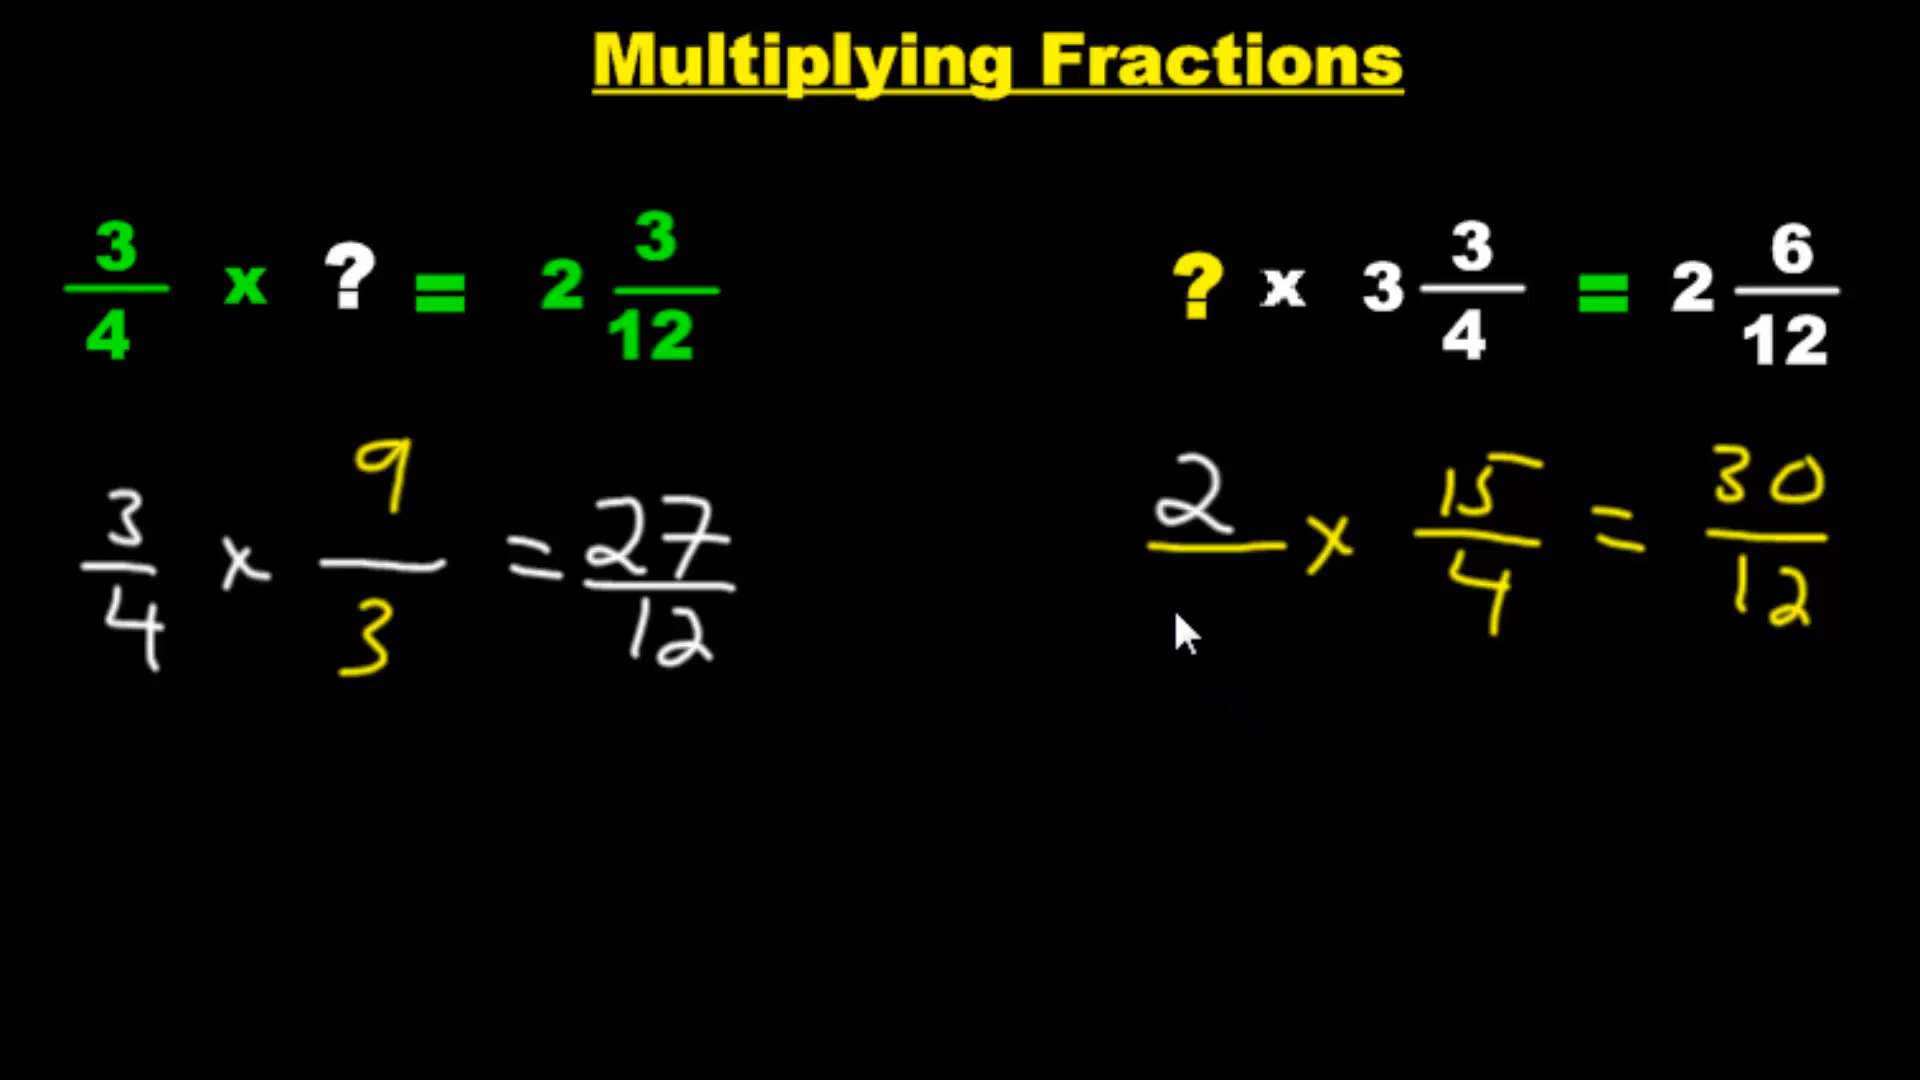 Multiplying Fractions
3/4 x ? = 2 3/12
? x 3 3/4 = 2 6/12
3/4 x 9/3 = 27/12
2/ x 15/4 = 30/12